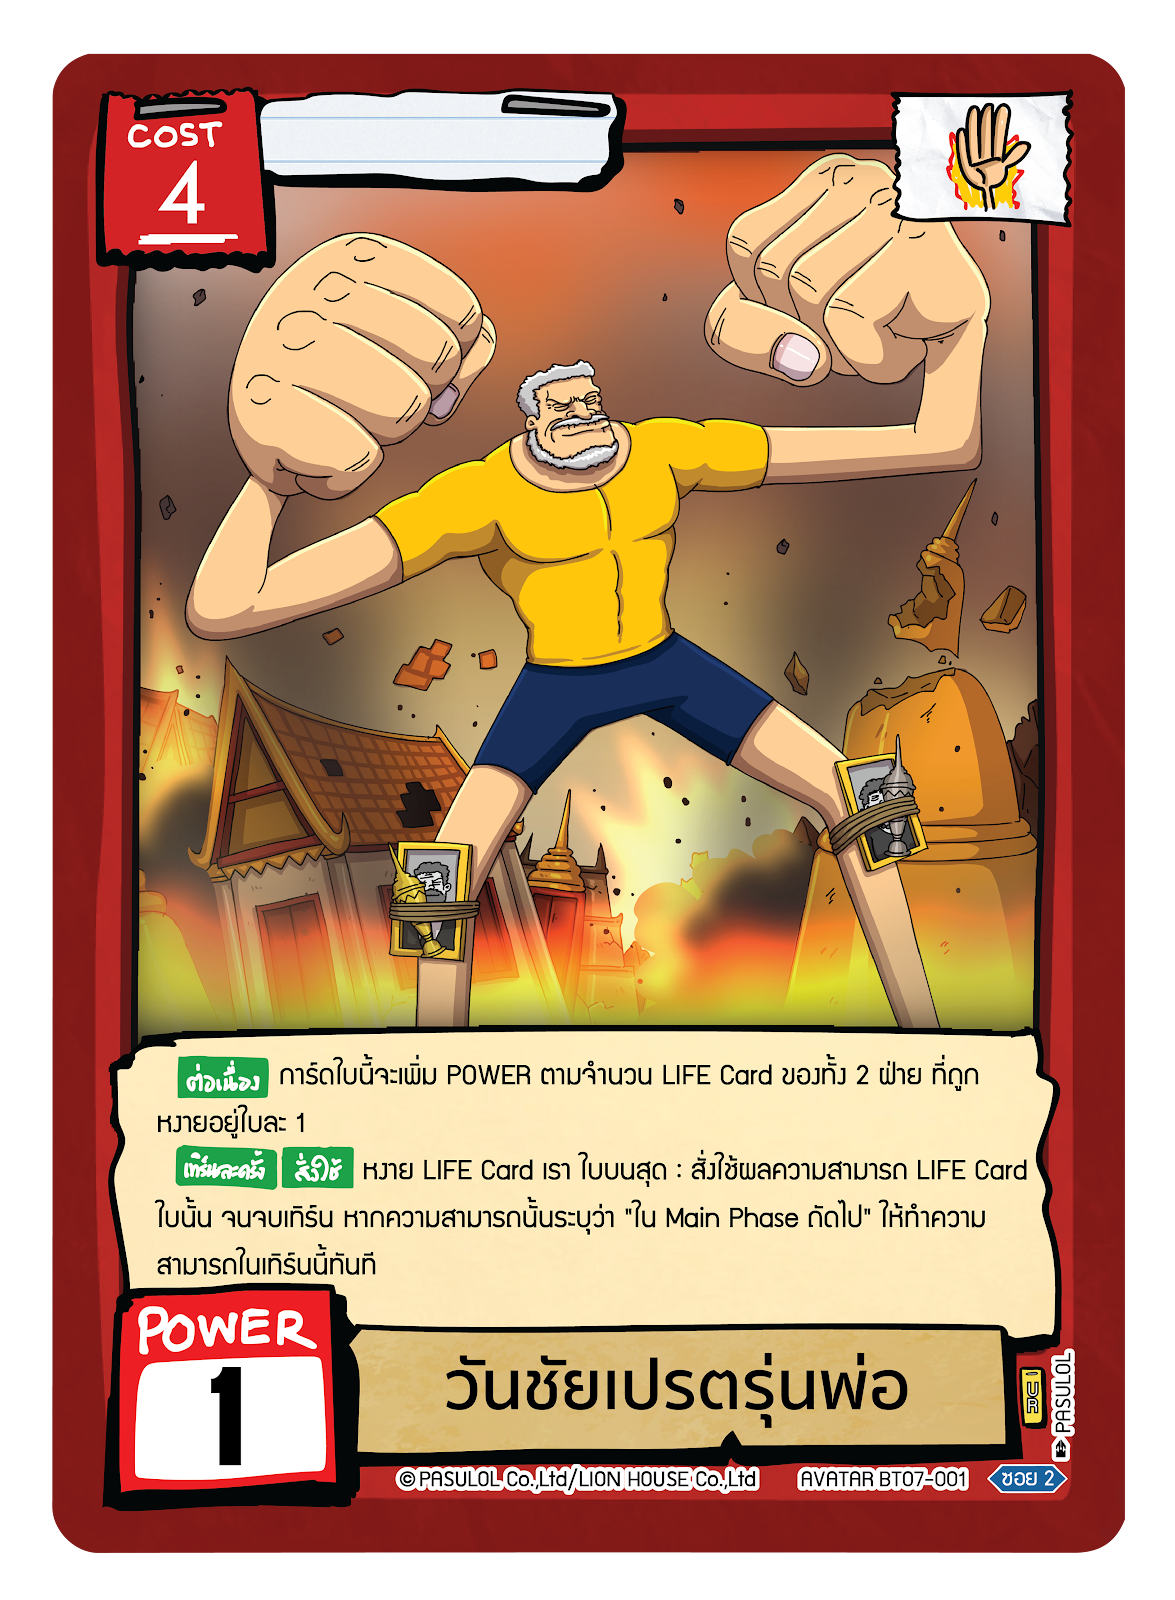 COST
4
ต่อเนื่อง การ์ดใบนี้จะเพิ่ม POWER ตามจำนวน LIFE Card ของทั้ง 2 ฝ่าย ที่ถูก
หงายอยู่ใบละ 1
เทิร์นละครั้ง สั่งใช้ หงาย LIFE Card เรา ใบบนสุด : สั่งใช้ผลความสามารถ LIFE Card
ใบนั้น จนจบเทิร์น หากความสามารถนั้นระบุว่า "ใน Main Phase ถัดไป" ให้ทำความ
สามารถในเทิร์นนี้ทันที
POWER
1
วันชัยเปรตรุ่นพ่อ
UR
PASULOL
© PASULOL Co.,Ltd/LION HOUSE Co.,Ltd
AVATAR BT07-001
ซอย 2